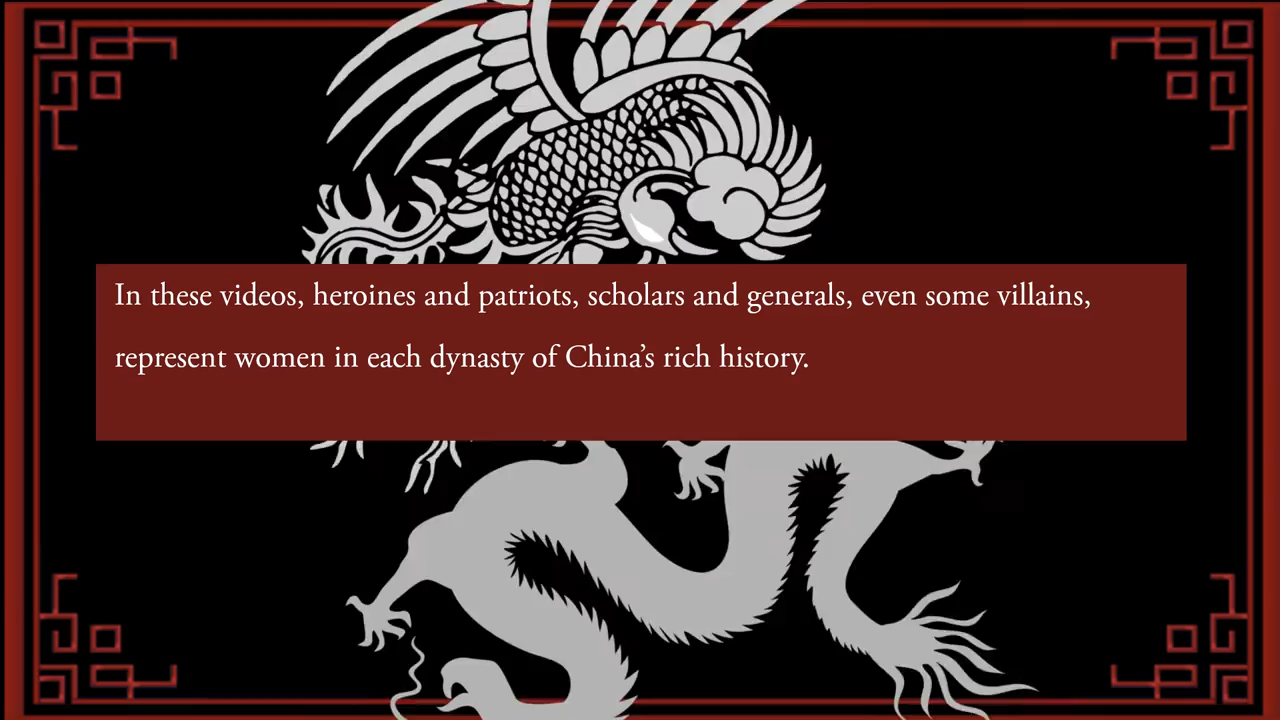 In these videos, heroines and patriots, scholars and generals, even some villains,
represent women in each dynasty of China’s rich history.